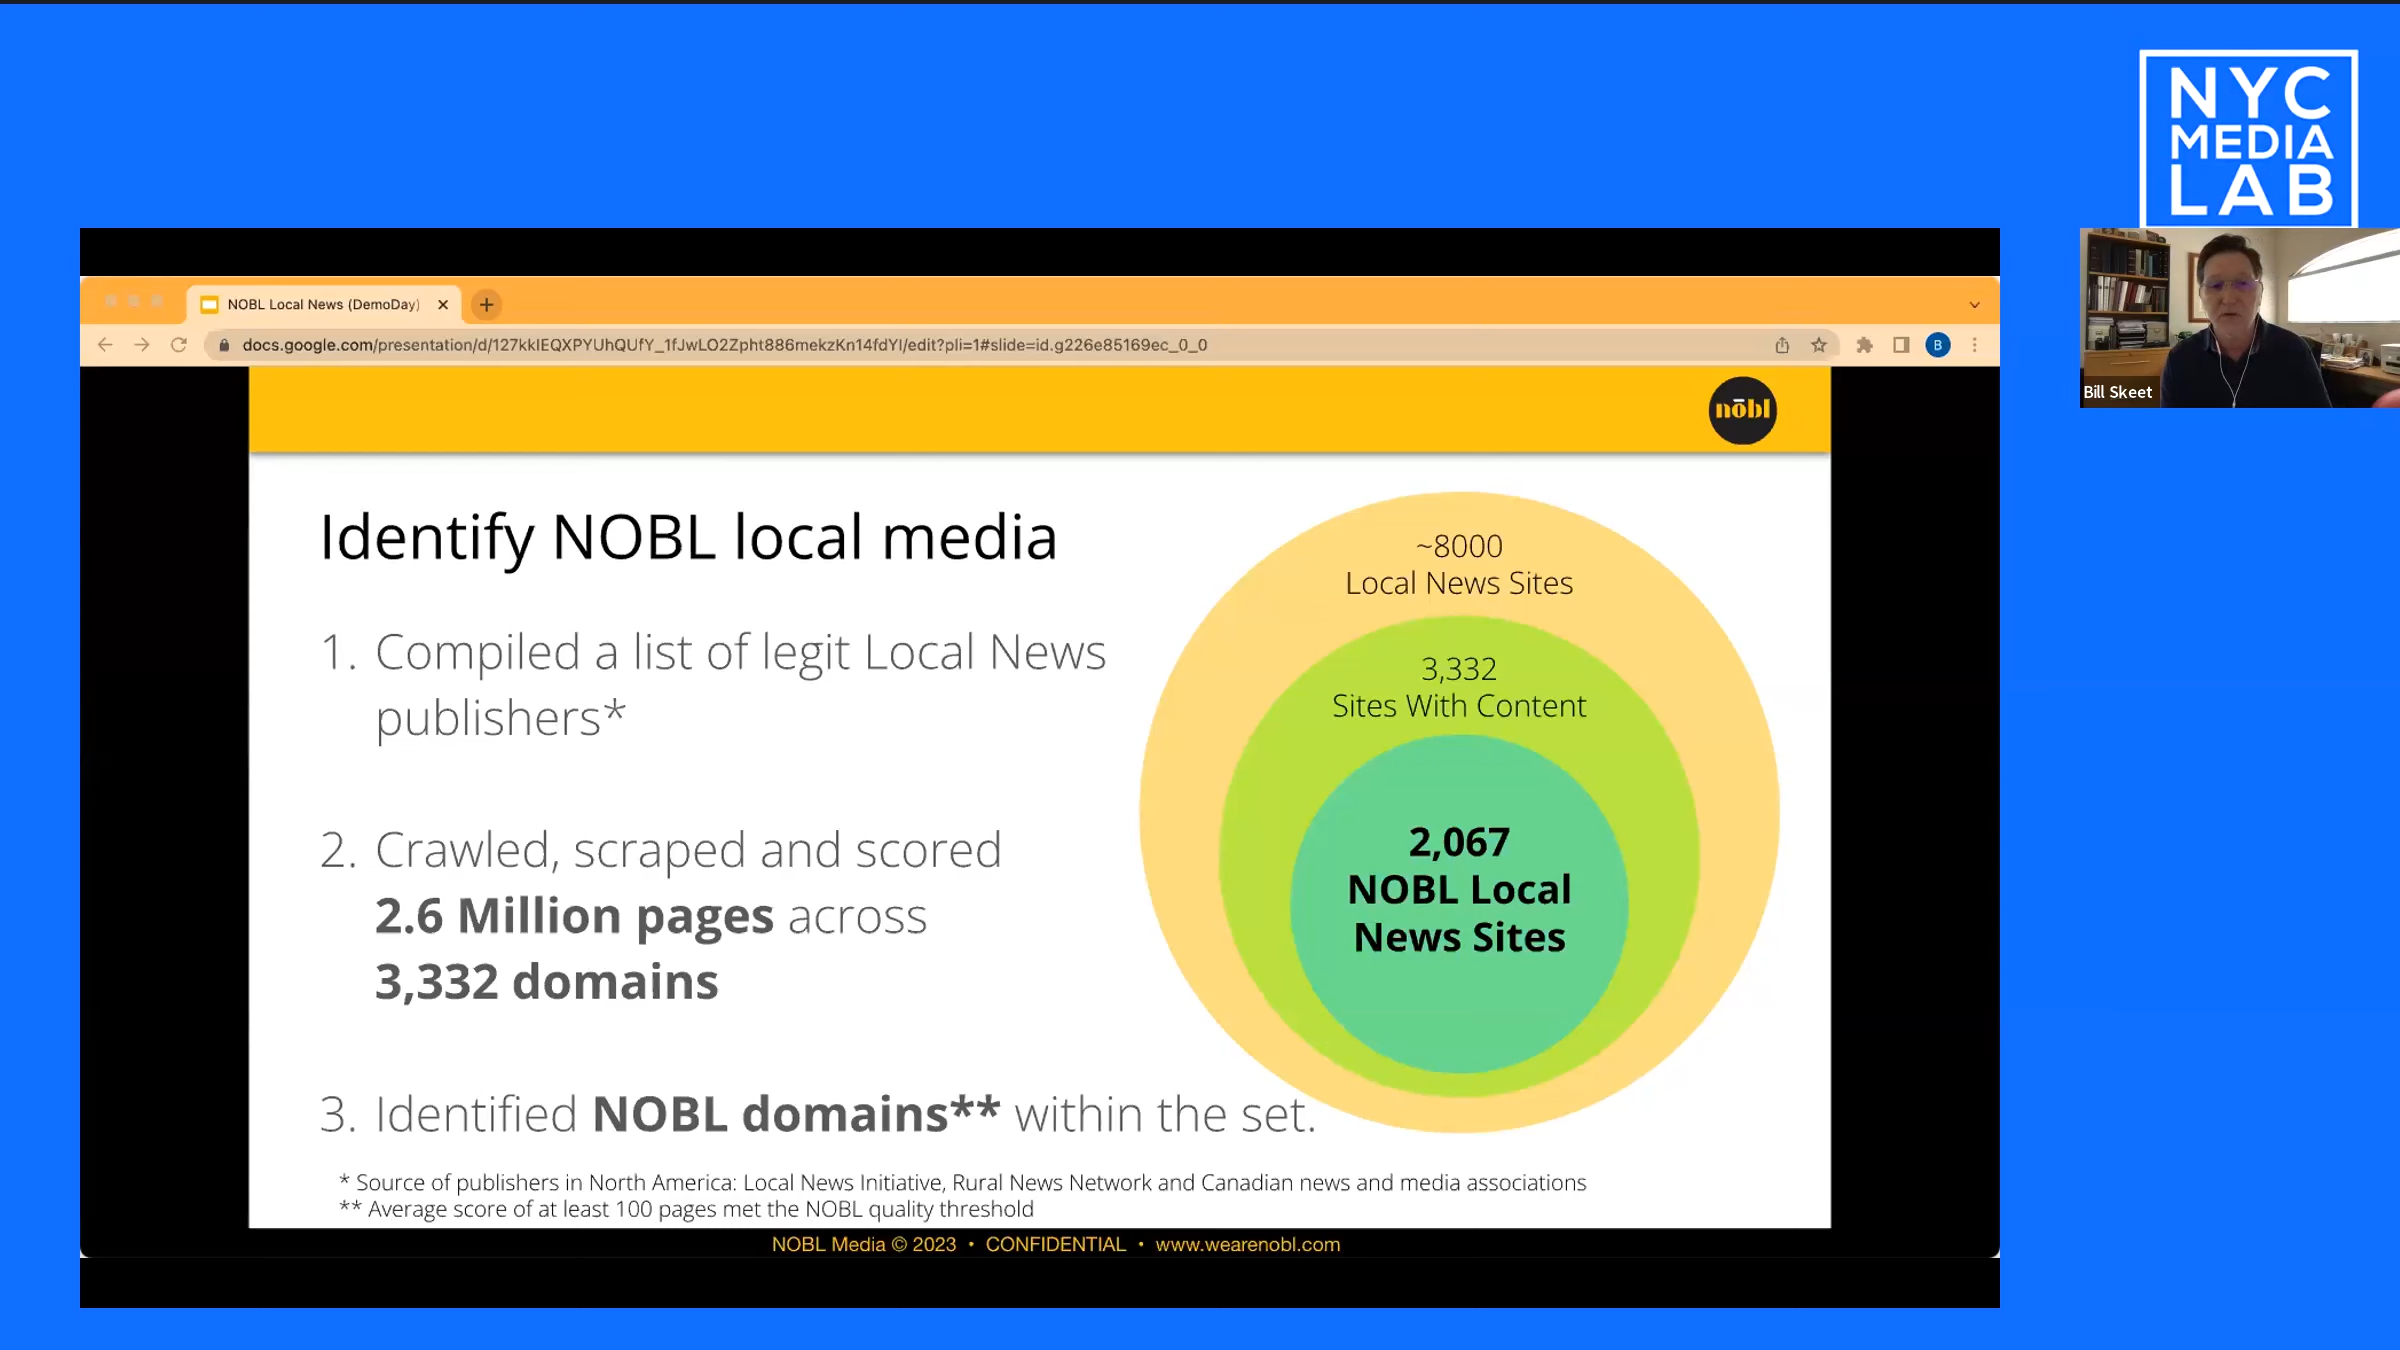 NYC
MEDIA
LAB
NOBL Local News (DemoDay)
docs.google.com/presentation/d/127kkIEQXPYUhQUfY_1fJwLO2Zpht886mekzKn14fdYI/edit?pli=1#slide=id.g226e85169ec_0_0
B
Bill Skeet
nōbl
Identify NOBL local media
1. Compiled a list of legit Local News
publishers*
2. Crawled, scraped and scored
2.6 Million pages across
3,332 domains
3. Identified NOBL domains** within the set.
~8000
Local News Sites
3,332
Sites With Content
2,067
NOBL Local
News Sites
* Source of publishers in North America: Local News Initiative, Rural News Network and Canadian news and media associations
** Average score of at least 100 pages met the NOBL quality threshold
NOBL Media © 2023 • CONFIDENTIAL • www.wearenobl.com